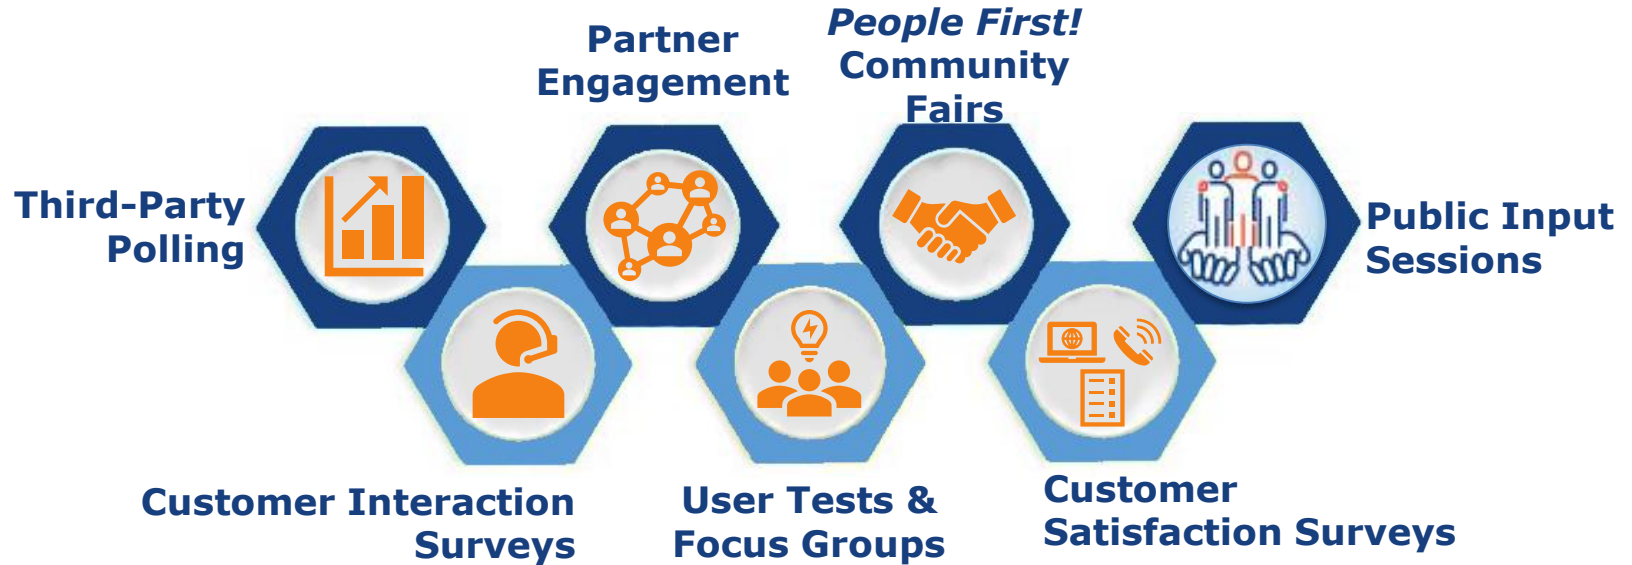 People First!
Community
Fairs
Partner
Engagement
Third-Party
Polling
Public Input
Sessions
Customer Interaction
Surveys
User Tests &
Focus Groups
Customer
Satisfaction Surveys